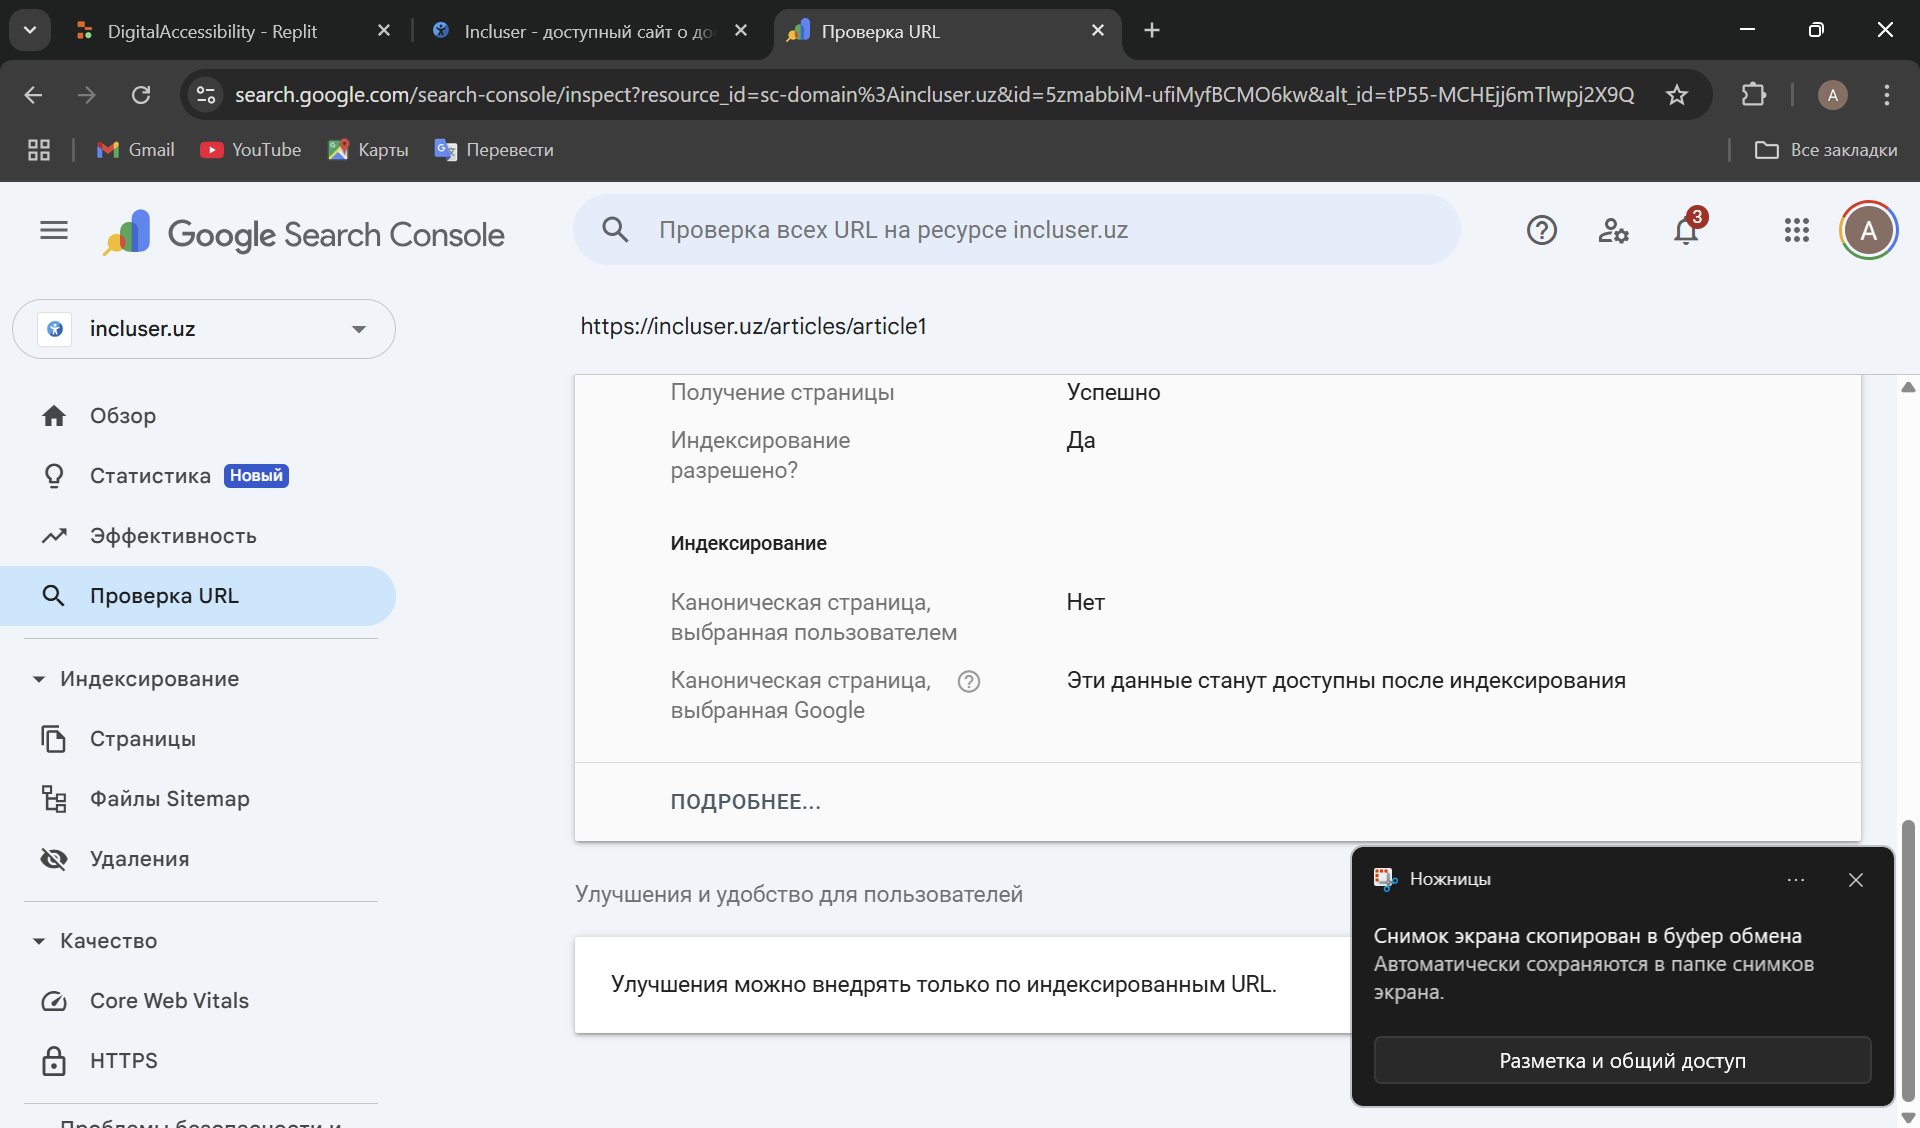 DigitalAccessibility - Replit
Incluser - доступный сайт о до
Проверка URL
search.google.com/search-console/inspect?resource_id=sc-domain%3Aincluser.uz&id=5zmabbiM-ufiMyfBCMO6kw&alt_id=tP55-MCHEjj6mTlwpj2X9Q
A
Gmail
YouTube
Карты
Перевести
Все закладки
Google Search Console
Проверка всех URL на ресурсе incluser.uz
3
A
incluser.uz
https://incluser.uz/articles/article1
Обзор
Статистика Новый
Эффективность
Проверка URL
Индексирование
Страницы
Файлы Sitemap
Удаления
Качество
Core Web Vitals
HTTPS
Проблемы безопасности и
Получение страницы
Успешно
Индексирование
разрешено?
Да
Индексирование
Каноническая страница,
выбранная пользователем
Нет
Каноническая страница,
выбранная Google
Эти данные станут доступны после индексирования
ПОДРОБНЕЕ...
Улучшения и удобство для пользователей
Улучшения можно внедрять только по индексированным URL.
Ножницы
Снимок экрана скопирован в буфер обмена
Автоматически сохраняются в папке снимков
экрана.
Разметка и общий доступ